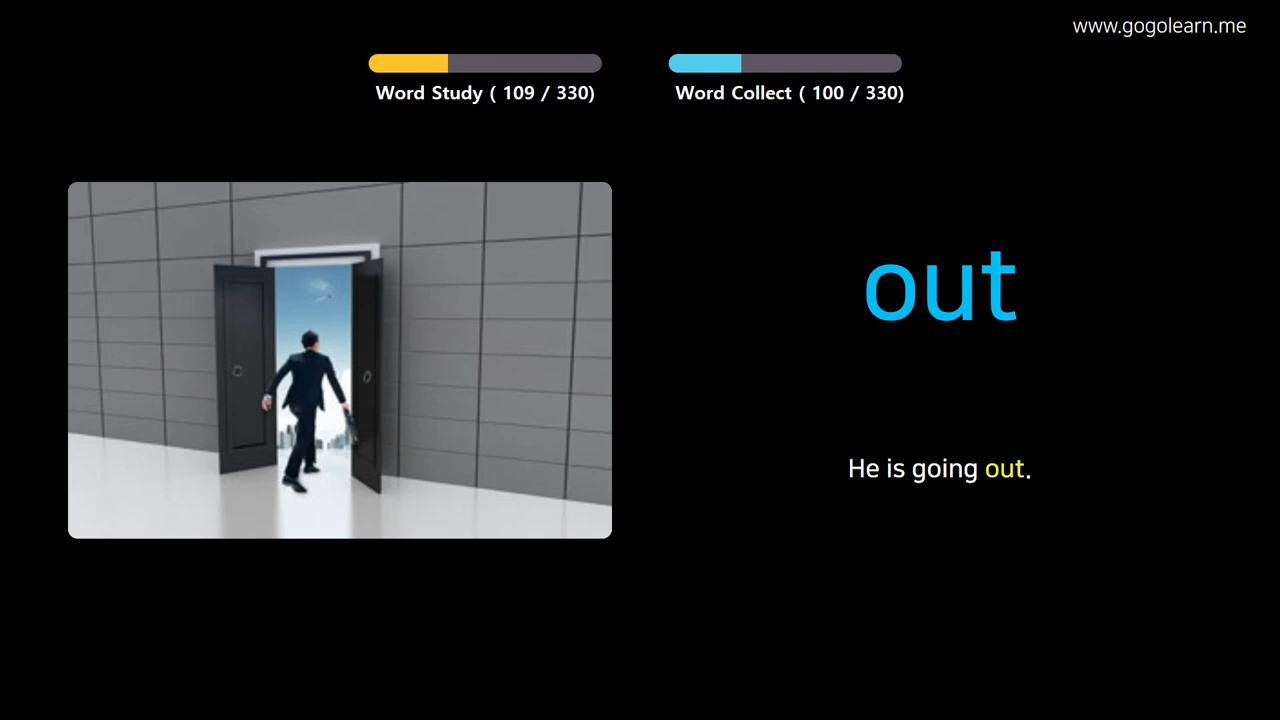 www.gogolearn.me
Word Study ( 109 / 330)
Word Collect ( 100 / 330)
out
He is going out.